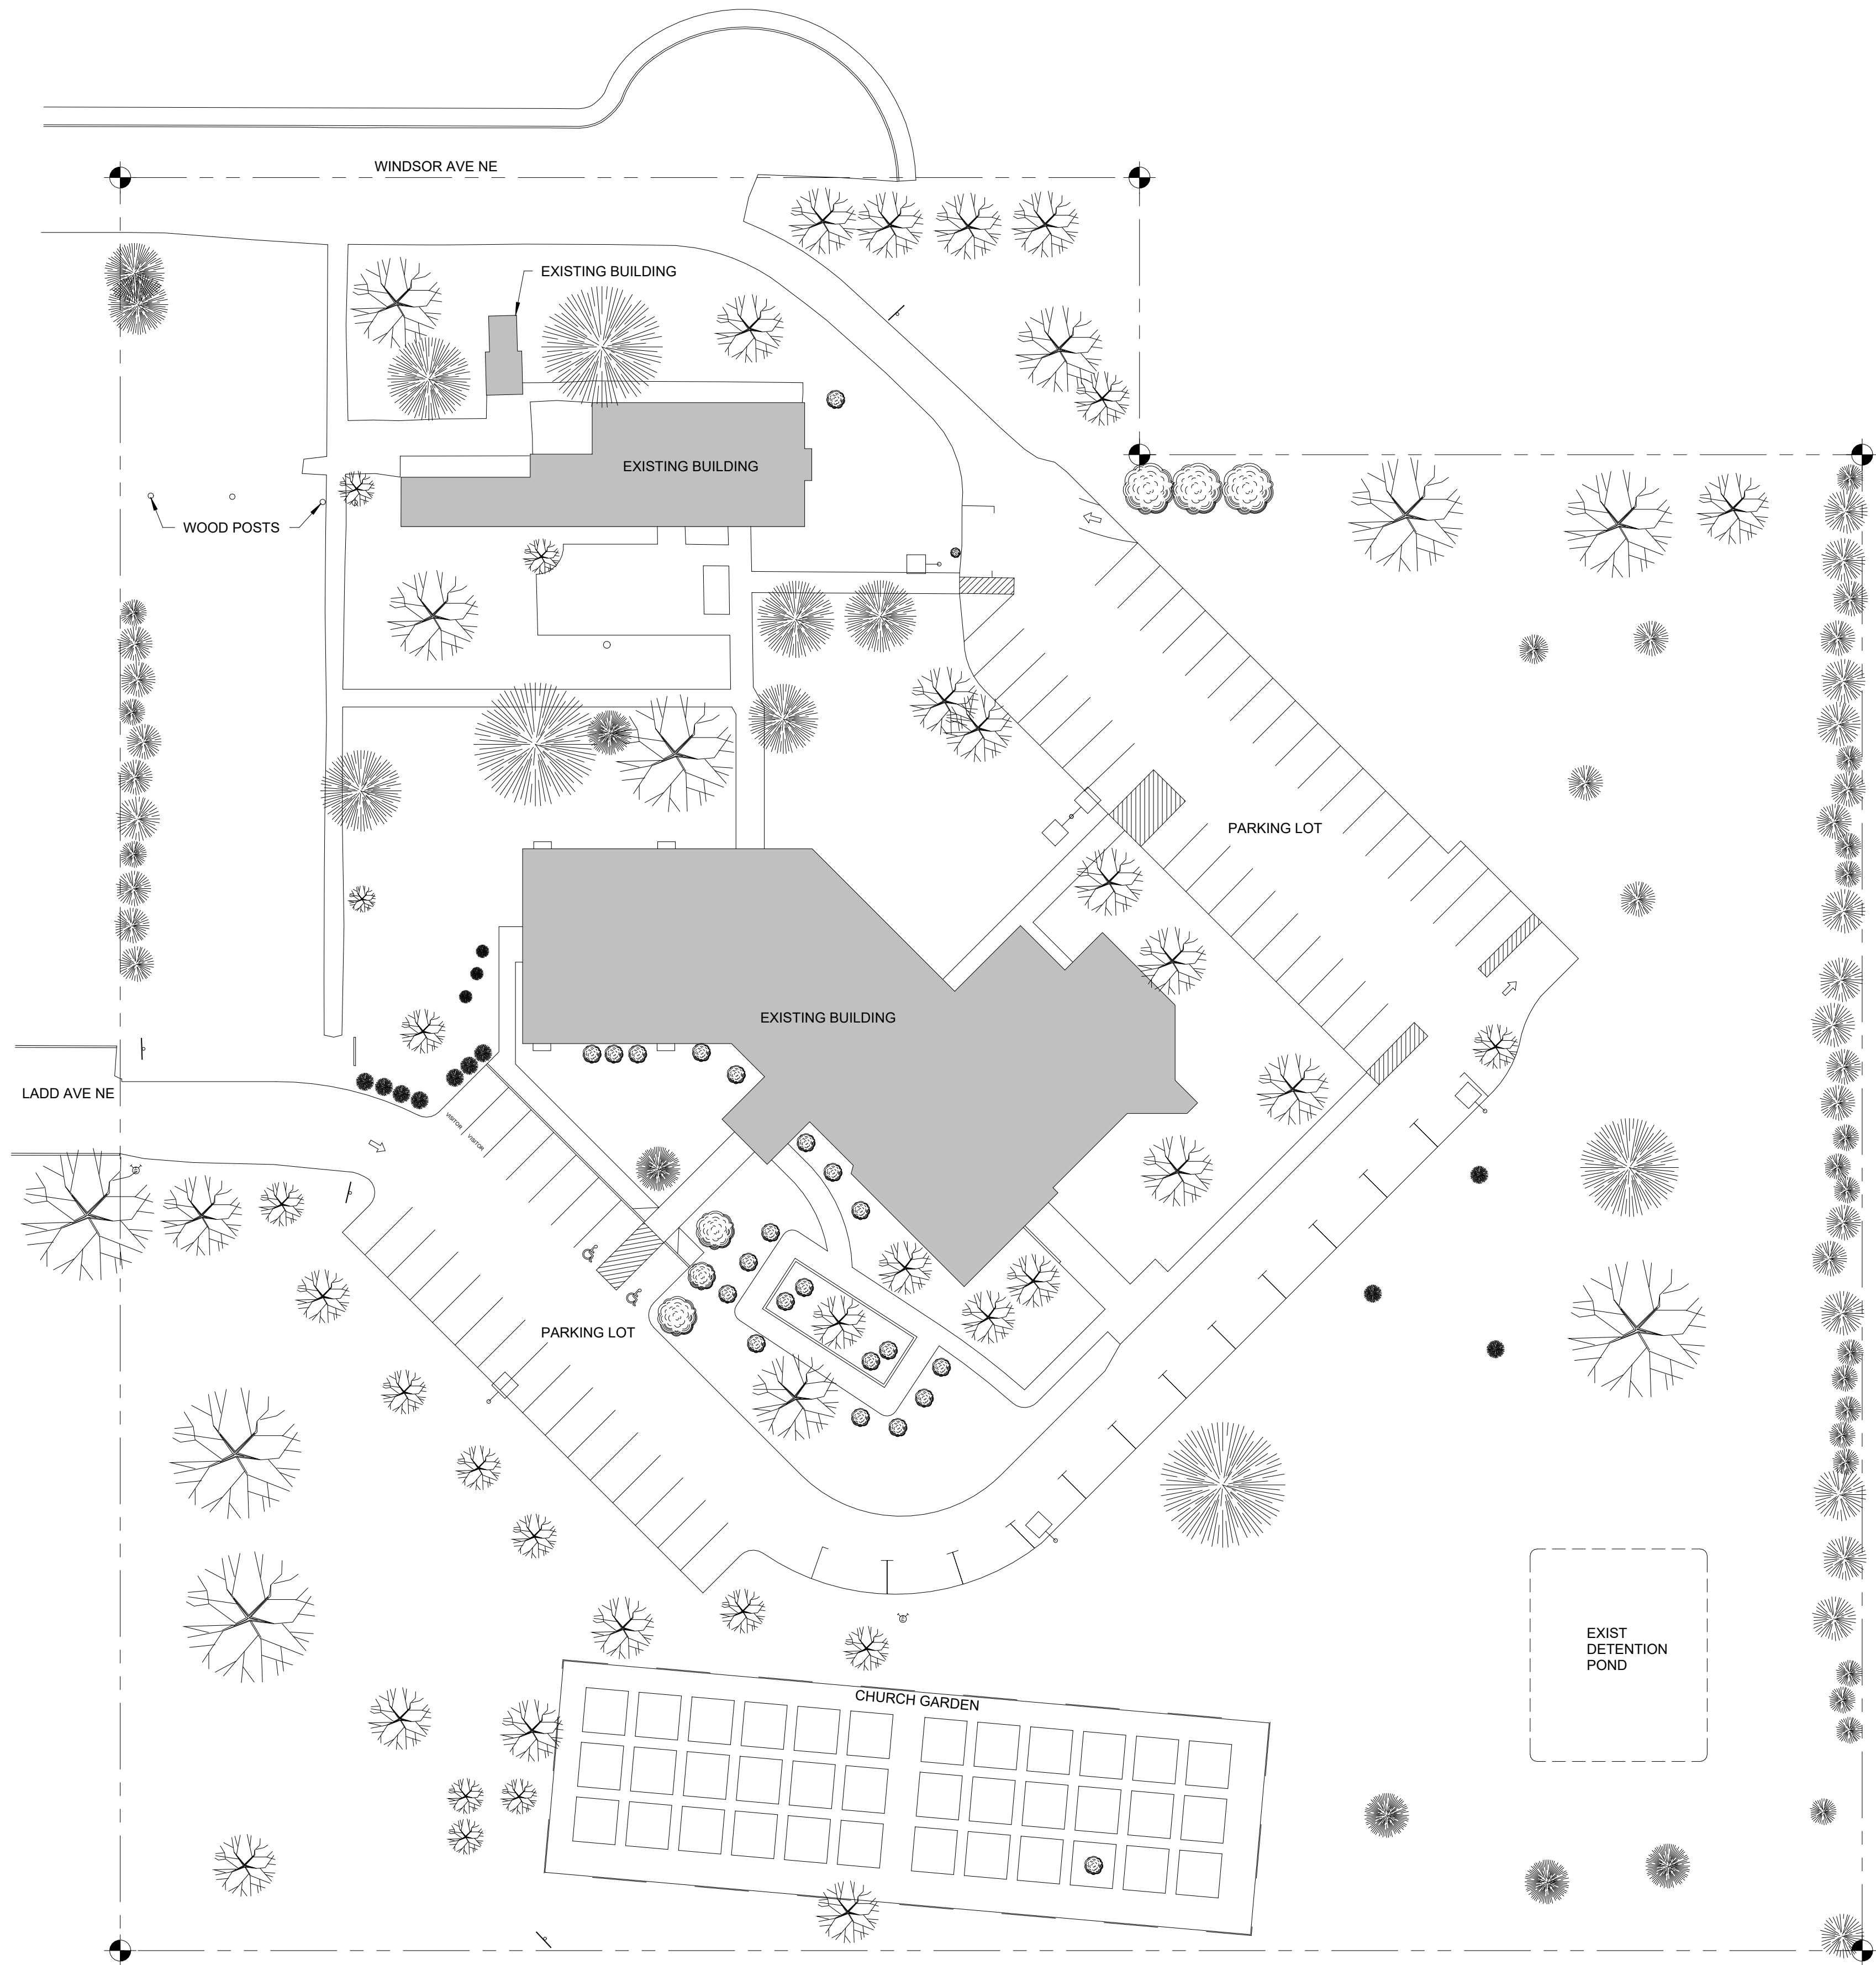 WINDSOR AVE NE
EXISTING BUILDING
EXISTING BUILDING
WOOD POSTS
PARKING LOT
EXISTING BUILDING
LADD AVE NE
VISITOR
VISITOR
PARKING LOT
EXIST
DETENTION
POND
CHURCH GARDEN